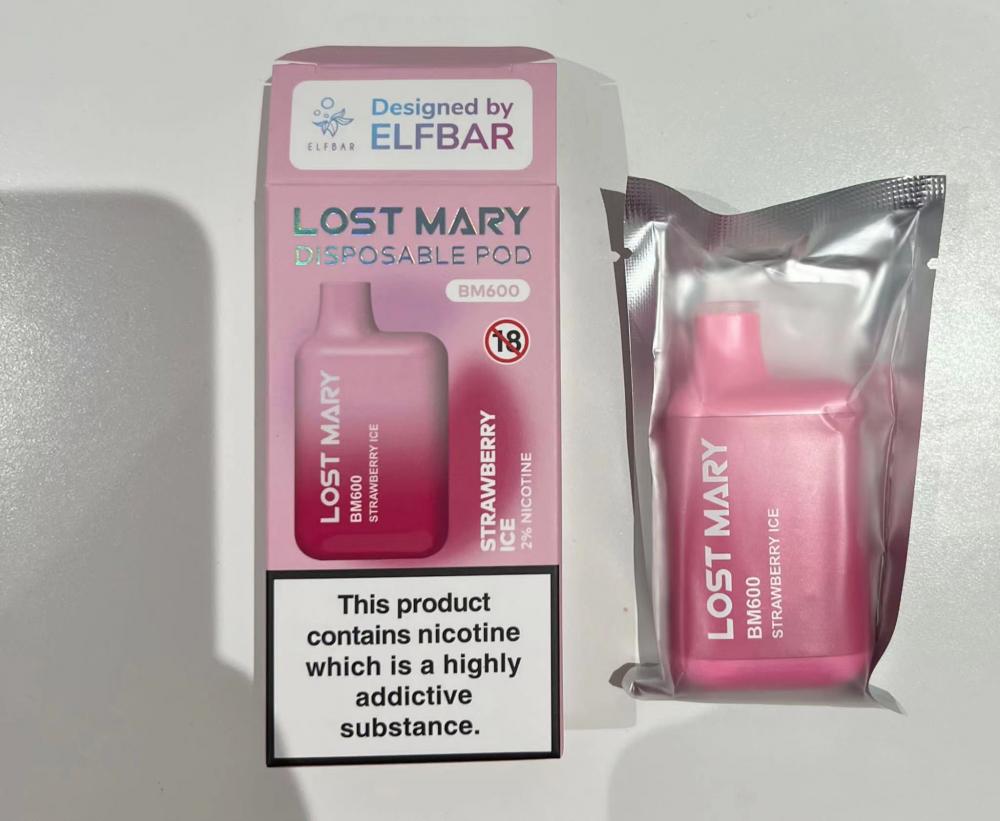 Designed by
ELFBAR
ELFBAR
LOST MARY
DISPOSABLE POD
BM600
18
LOST MARY
BM600
STRAWBERRY ICE
STRAWBERRY
ICE
2% NICOTINE
This product
contains nicotine
which is a highly
addictive
substance.
LOST MARY
BM600
STRAWBERRY ICE